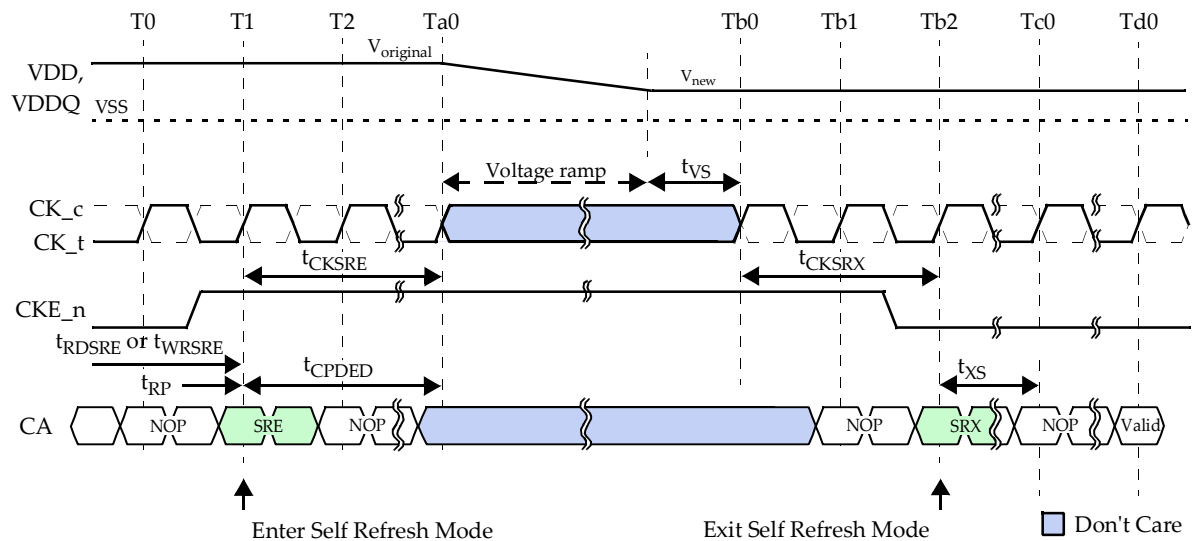 T0 T1 T2 Ta0 Tb0 Tb1 Tb2 Tc0 Td0
VDD, VDDQ
Voriginal
Vnew
VSS
Voltage ramp tVS
CK_c
CK_t
tCKSRE tCKSRX
CKE_n
tRDSRE or tWRSRE
tRP tCPDED tXS
CA NOP SRE NOP NOP SRX NOP Valid
Enter Self Refresh Mode Exit Self Refresh Mode Don't Care